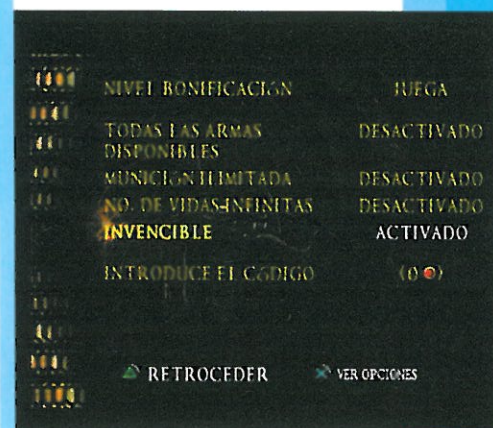 NIVEL BONIFICACIÓN JUEGA
TODAS LAS ARMAS DESACTIVADO
DISPONIBLES
MUNICIÓN ILIMITADA DESACTIVADO
NO. DE VIDAS INFINITAS DESACTIVADO
INVENCIBLE ACTIVADO
INTRODUCE EL CÓDIGO (0 )
RETROCEDER VER OPCIONES